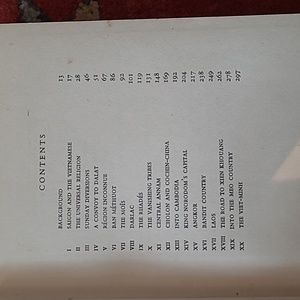 CONTENTS
BACKGROUND 13
I SAIGON AND THE VIETNAMESE 17
II THE UNIVERSAL RELIGION 28
III SUNDAY DIVERSIONS 46
IV A CONVOY TO DALAT 51
V RÉGION INCONNUE 67
VI BAN MÉTHUOT 86
VII THE MOÏS 92
VIII DARLAC 101
IX THE RHADÉS 119
X THE VANISHING TRIBES 131
XI CENTRAL ANNAM 148
XII CHOLON AND COCHIN-CHINA 169
XIII INTO CAMBODIA 192
XIV KING NORODOM'S CAPITAL 204
XV ANGKOR 217
XVI BANDIT COUNTRY 238
XVII LAOS 249
XVIII THE ROAD TO XIEN KHOUANG 262
XIX INTO THE MEO COUNTRY 278
XX THE VIET-MINH 297